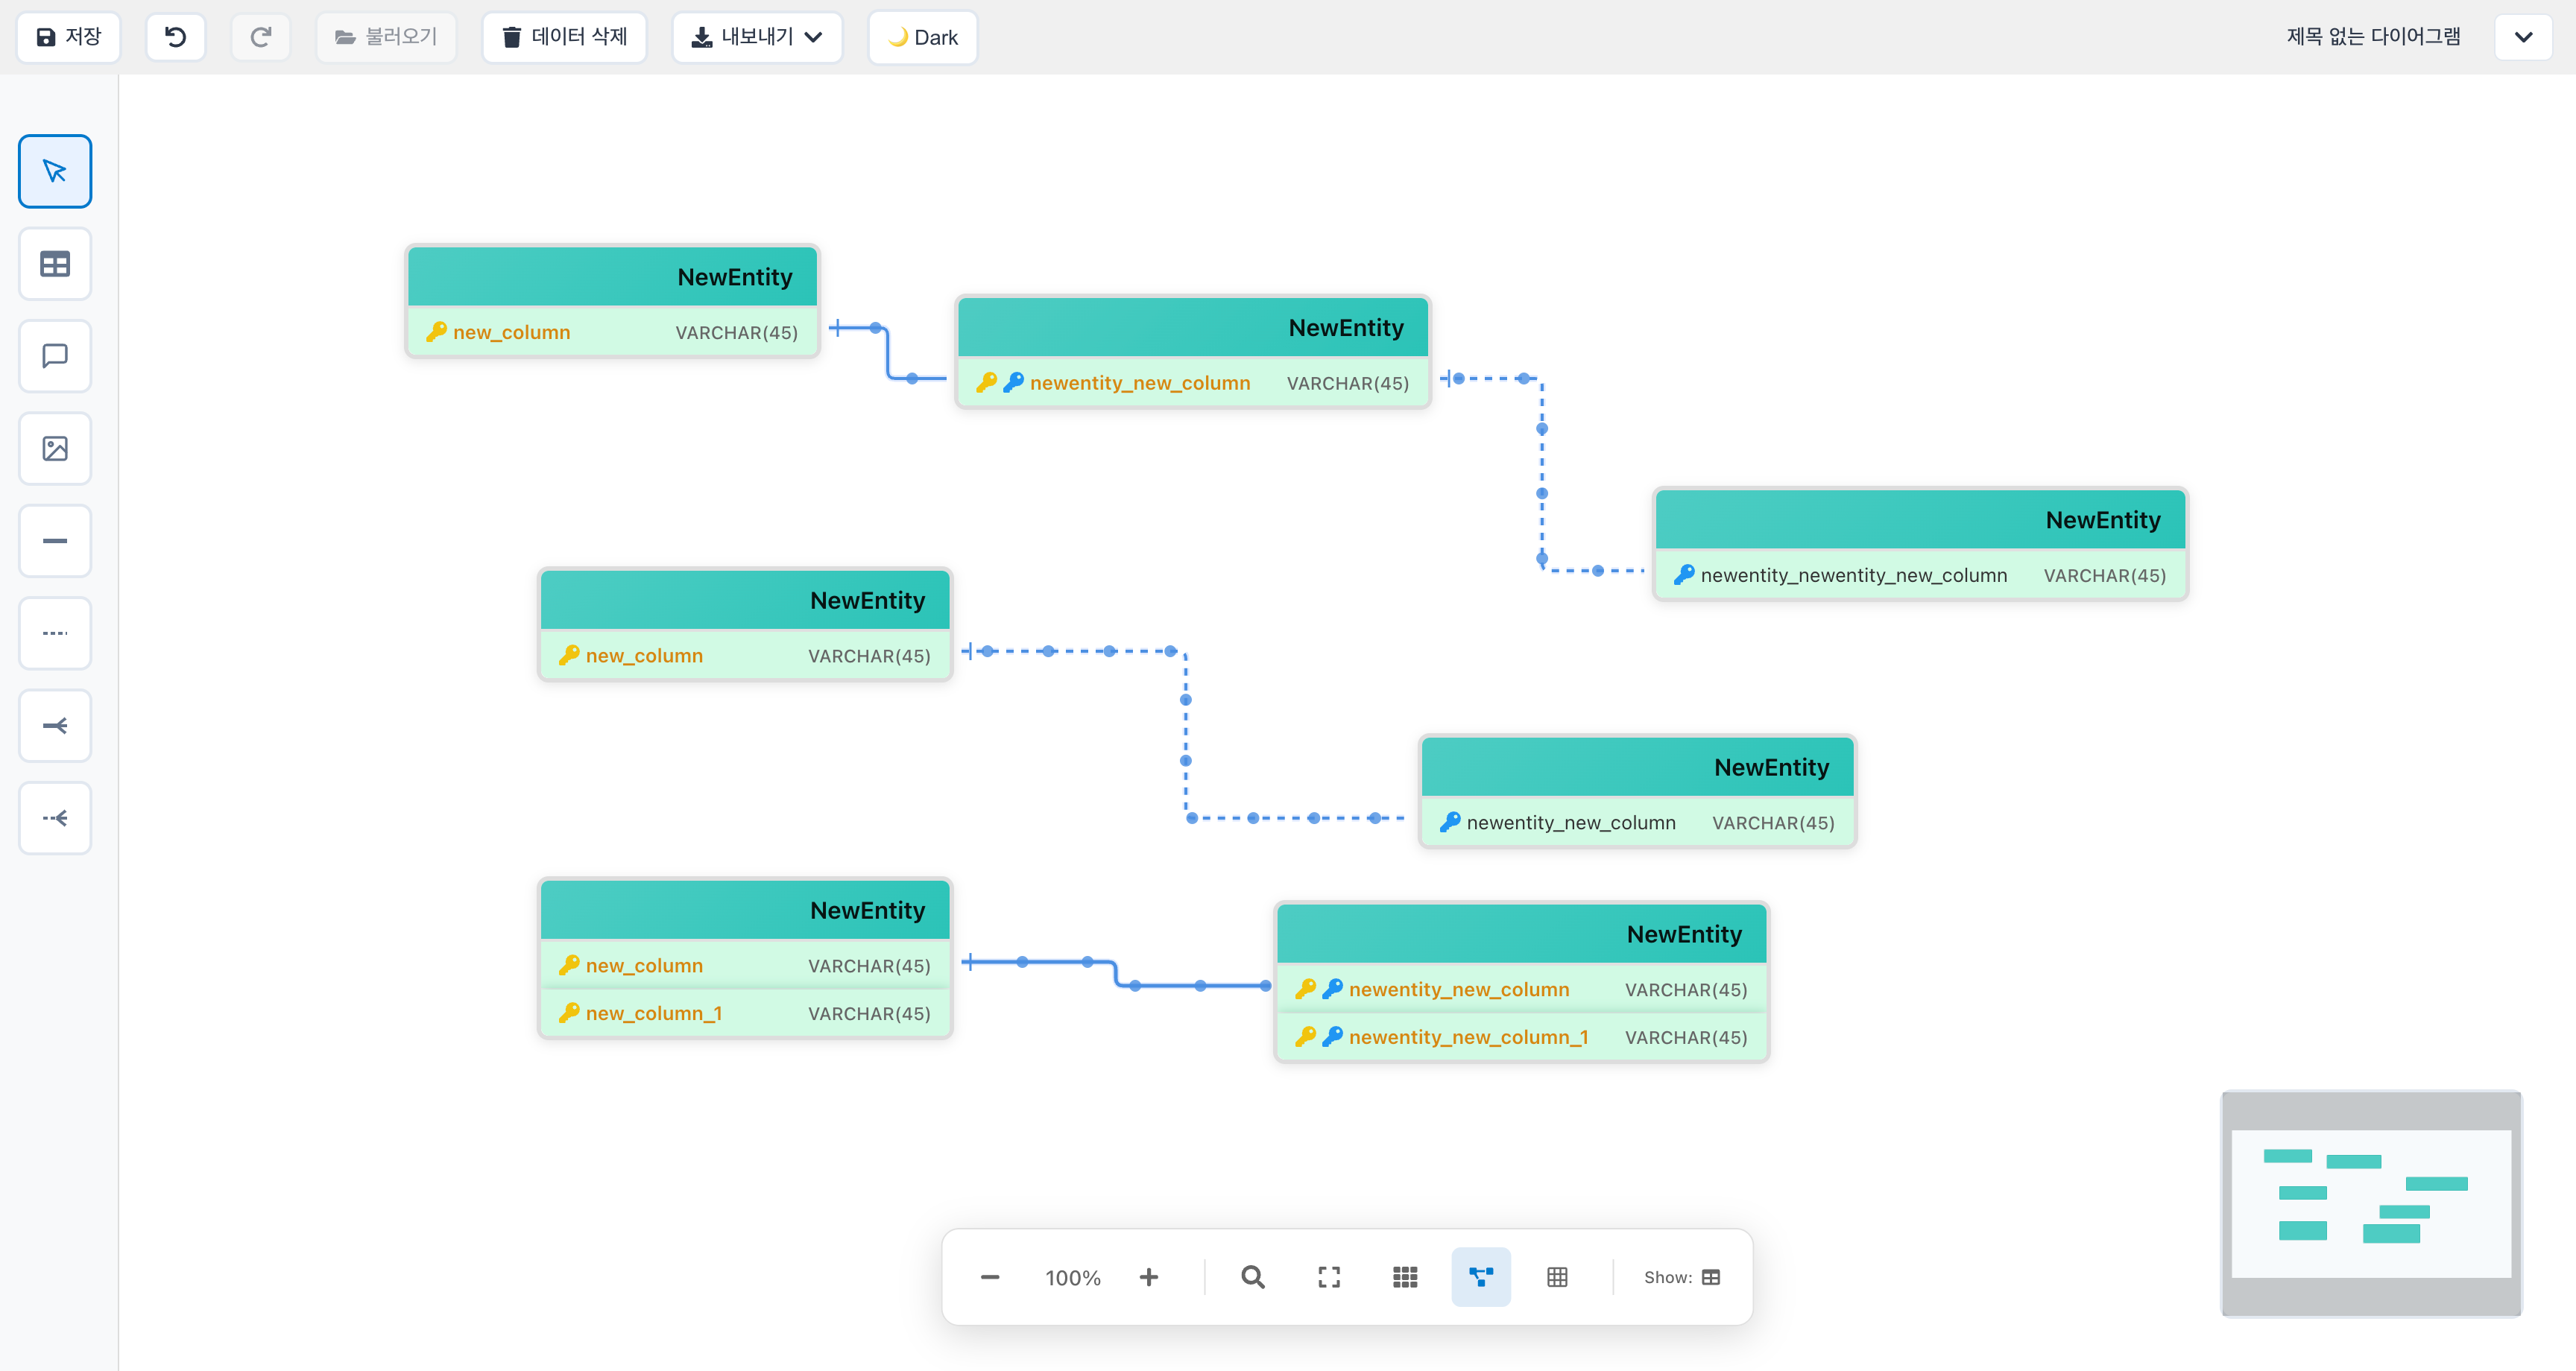 저장
불러오기
데이터 삭제
내보내기
Dark
제목 없는 다이어그램
NewEntity
new_column VARCHAR(45)
NewEntity
newentity_new_column VARCHAR(45)
NewEntity
newentity_newentity_new_column VARCHAR(45)
NewEntity
new_column VARCHAR(45)
NewEntity
newentity_new_column VARCHAR(45)
NewEntity
new_column VARCHAR(45)
new_column_1 VARCHAR(45)
NewEntity
newentity_new_column VARCHAR(45)
newentity_new_column_1 VARCHAR(45)
100%
Show: